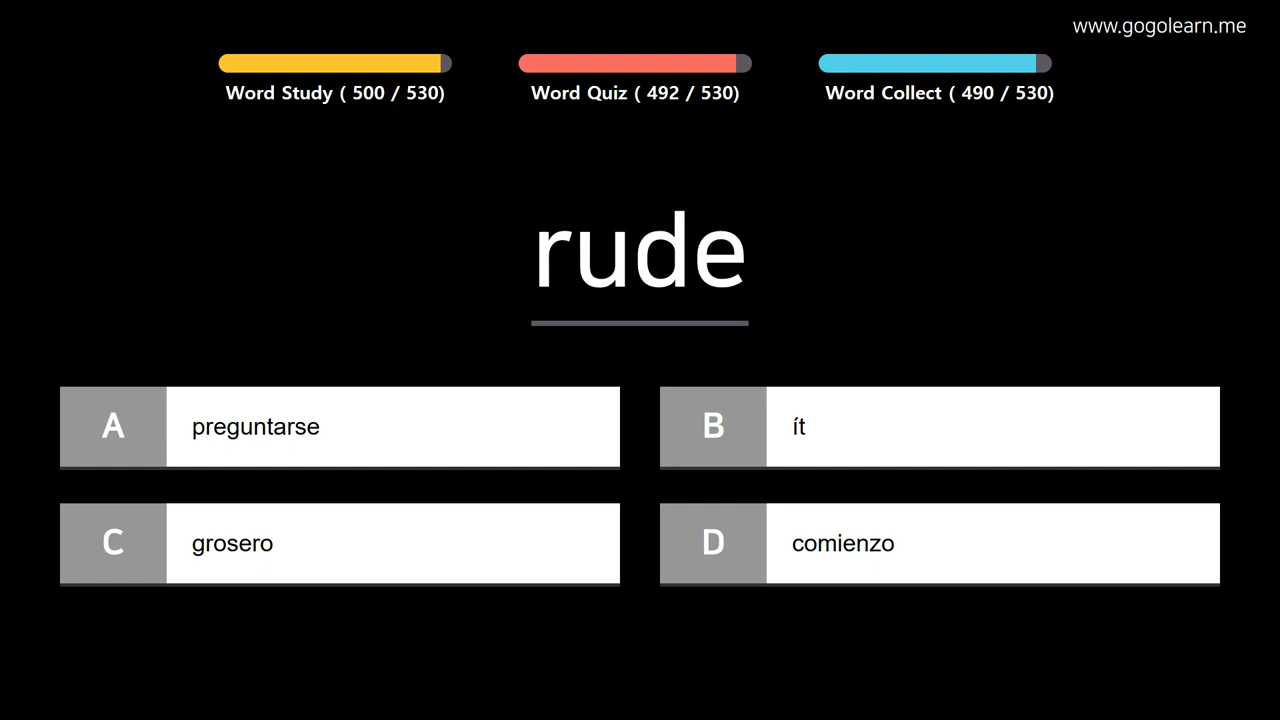 www.gogolearn.me
Word Study ( 500 / 530)
Word Quiz ( 492 / 530)
Word Collect ( 490 / 530)
rude
A preguntarse
B ít
C grosero
D comienzo